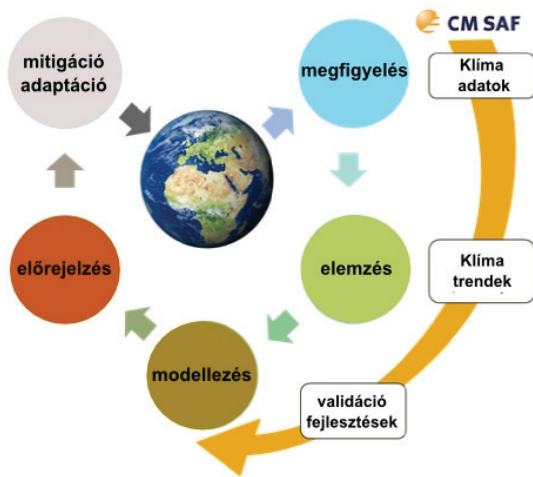 CM SAF
mitigáció
adaptáció
megfigyelés
Klíma
adatok
előrejelzés
elemzés
Klíma
trendek
modellezés
validáció
fejlesztések